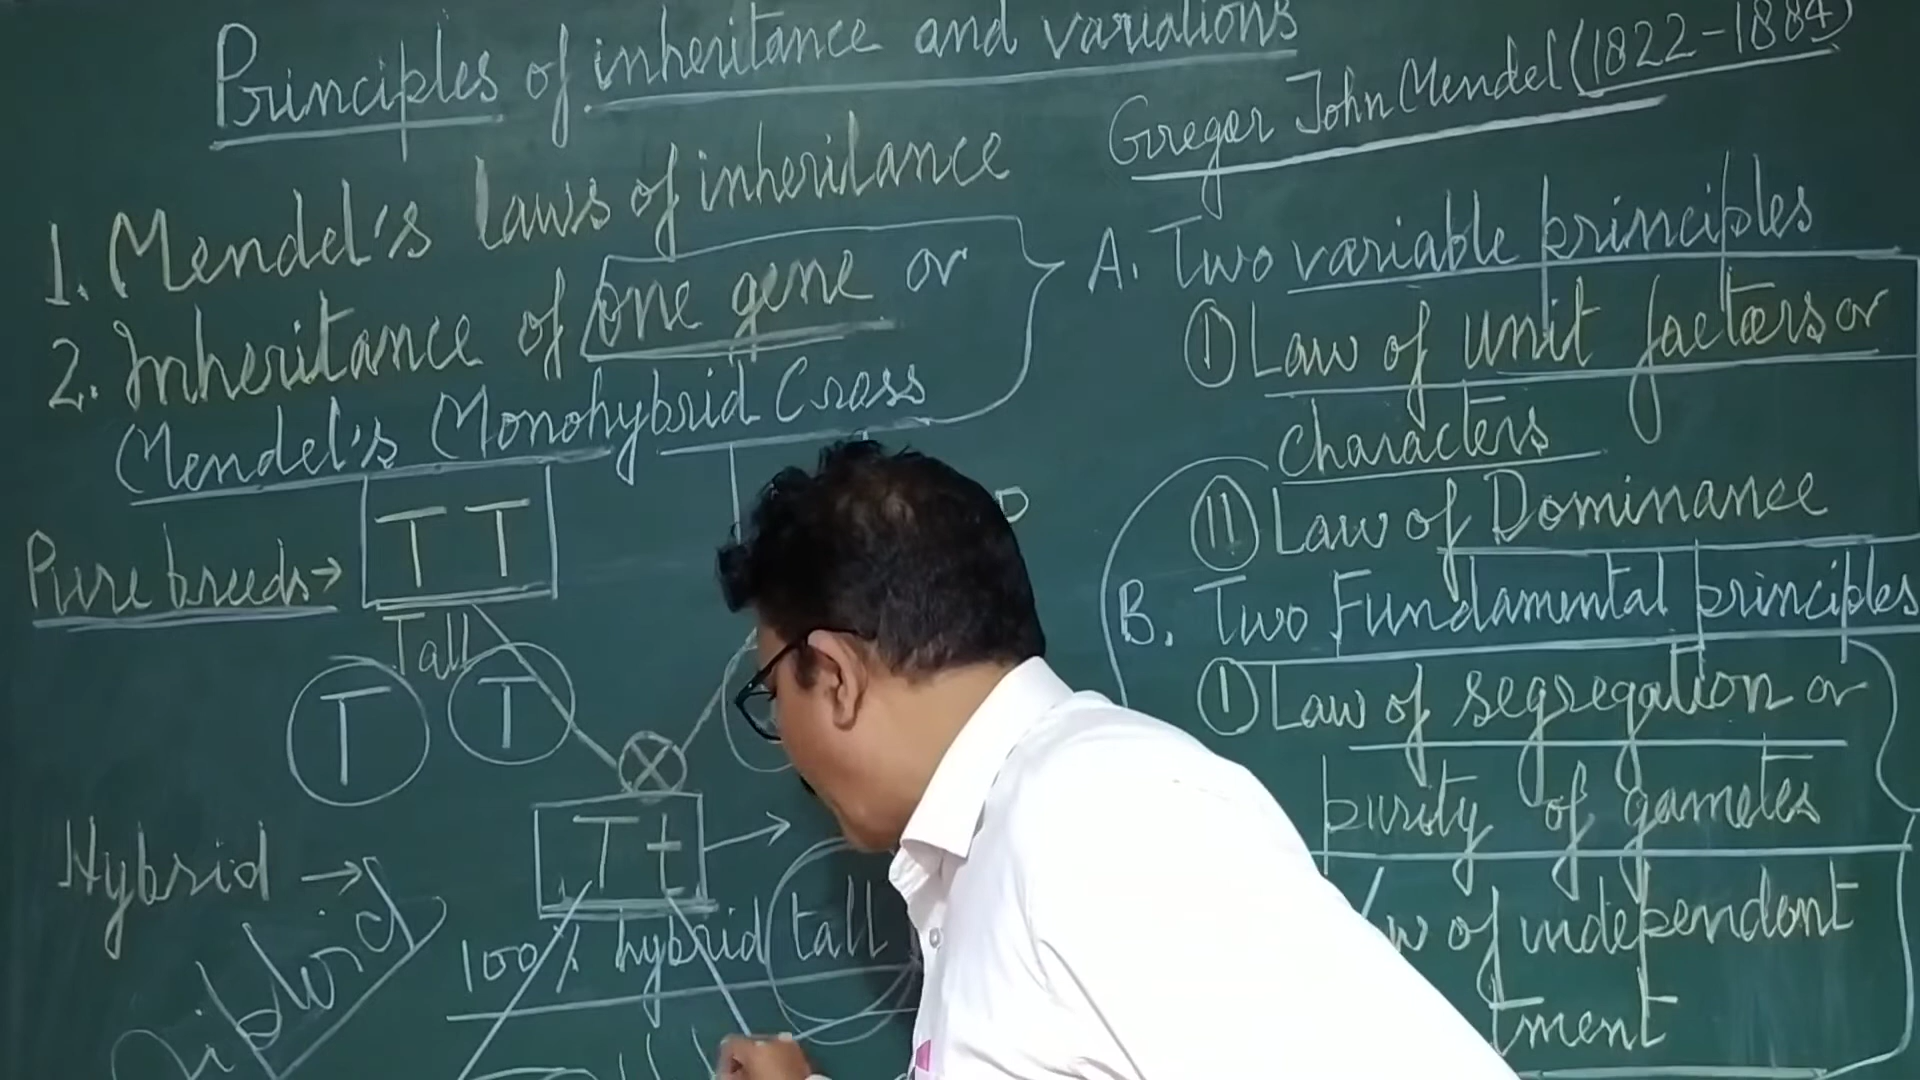 Principles of inheritance and variations
Gregor John Mendel (1822-1884)
1. Mendel's laws of inheritance
2. Inheritance of one gene or
Mendel's Monohybrid Cross
Pure breeds→ TT
Tall
T T
Tt
Hybrid →
100% hybrid tall
A. Two variable principles
I Law of unit factors or
characters
II Law of Dominance
B. Two Fundamental principles
I Law of segregation or
purity of gametes
of independent
tment